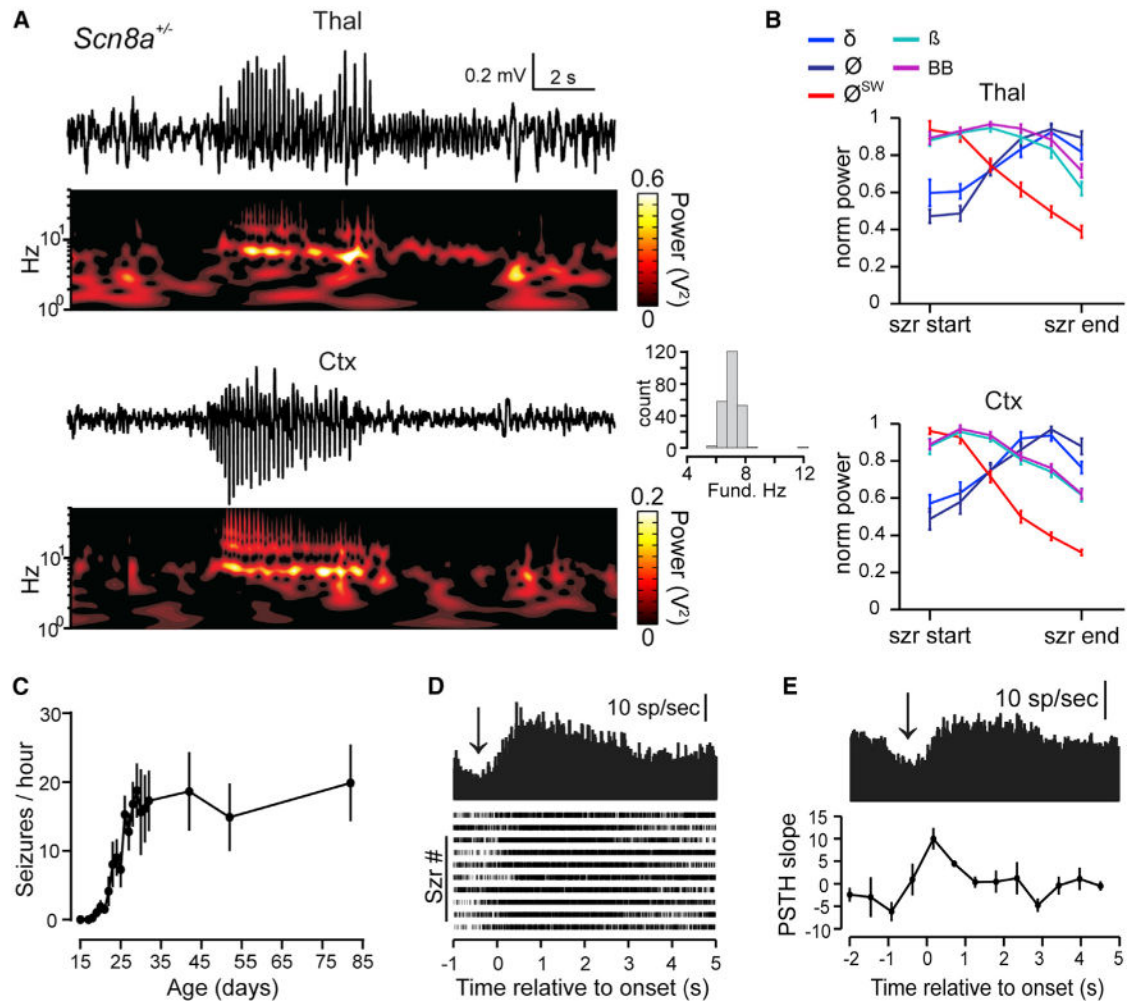 A
Scn8a+/-
Thal
0.2 mV
2 s
0.6
Power (V²)
0
Hz
10¹
10⁰
Ctx
0.2
Power (V²)
0
Hz
10¹
10⁰
120
80
40
0
count
4 8 12
Fund. Hz
B
δ ß
Ø BB
Øˢᵂ
Thal
1
0.8
0.6
0.4
0.2
0
norm power
szr start szr end
Ctx
1
0.8
0.6
0.4
0.2
0
norm power
szr start szr end
C
30
20
10
0
Seizures / hour
15 25 35 45 55 65 75 85
Age (days)
D
10 sp/sec
Szr #
-1 0 1 2 3 4 5
Time relative to onset (s)
E
10 sp/sec
15
10
5
0
-5
-10
PSTH slope
-2 -1 0 1 2 3 4 5
Time relative to onset (s)